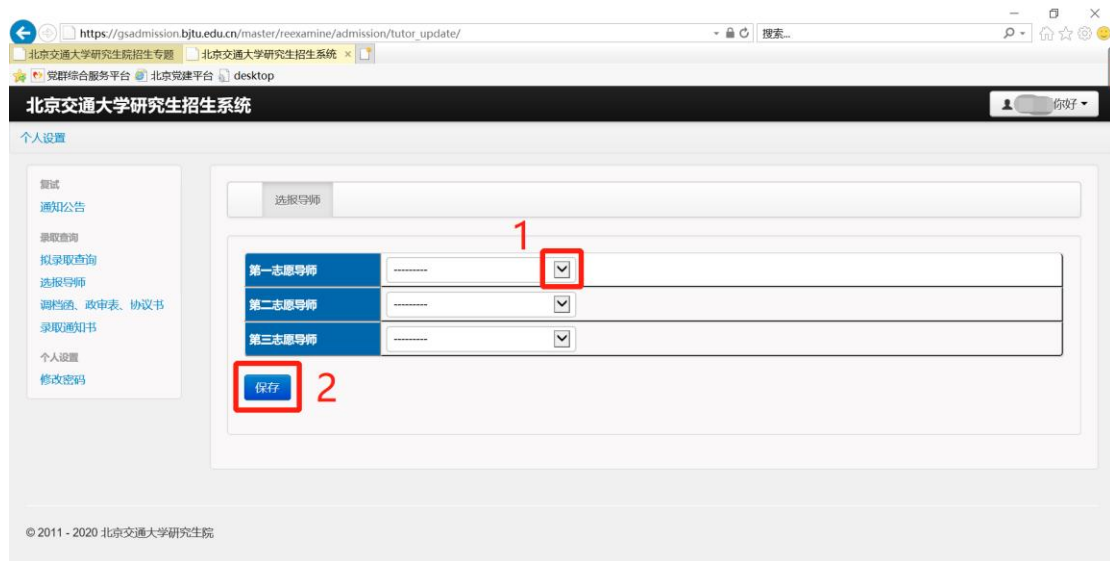 https://gsadmission.bjtu.edu.cn/master/reexamine/admission/tutor_update/
搜索...
北京交通大学研究生院招生专题
北京交通大学研究生招生系统 ×
党群综合服务平台 北京党建平台 desktop
北京交通大学研究生招生系统
你好
个人设置
复试
通知公告
录取查询
拟录取查询
选报导师
调档函、政审表、协议书
录取通知书
个人设置
修改密码
选报导师
1
第一志愿导师 ---------
第二志愿导师 ---------
第三志愿导师 ---------
保存 2
© 2011 - 2020 北京交通大学研究生院